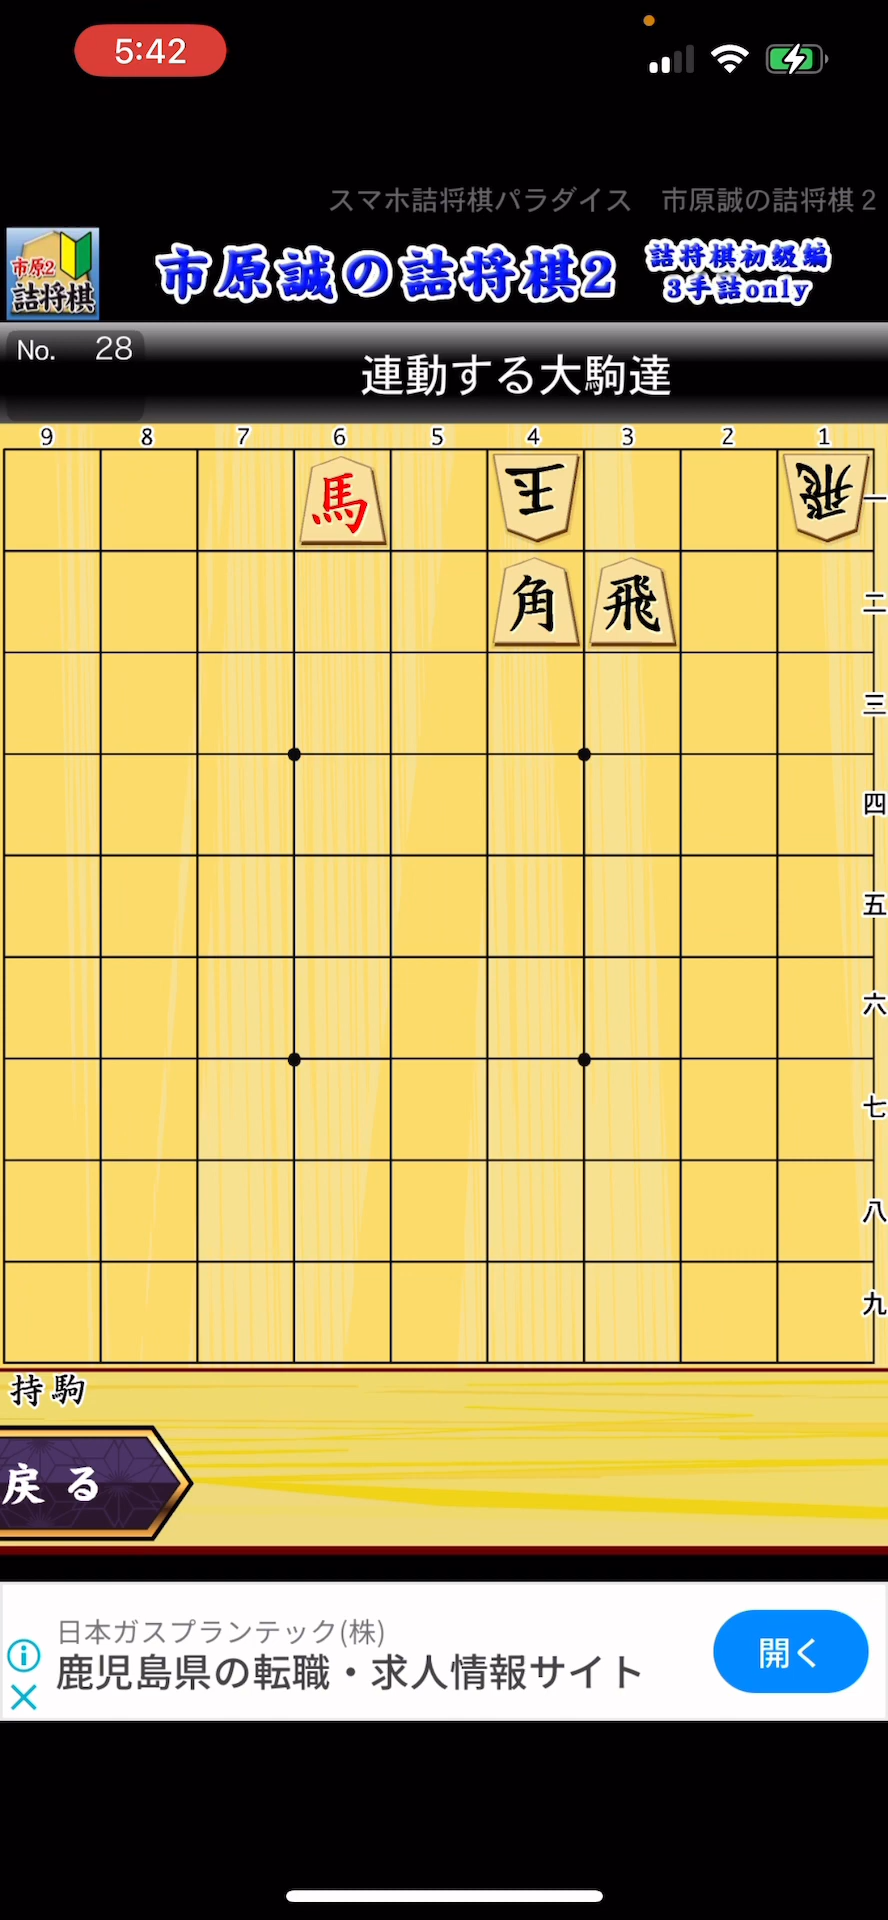 5:42
スマホ詰将棋パラダイス 市原誠の詰将棋2
市原2
詰将棋
市原誠の詰将棋2
詰将棋初級編
3手詰only
No. 28
連動する大駒達
9 8 7 6 5 4 3 2 1
馬 王 飛 一
角 飛 二
三
四
五
六
七
八
九
持駒
戻る
日本ガスプランテック(株)
鹿児島県の転職・求人情報サイト
開く